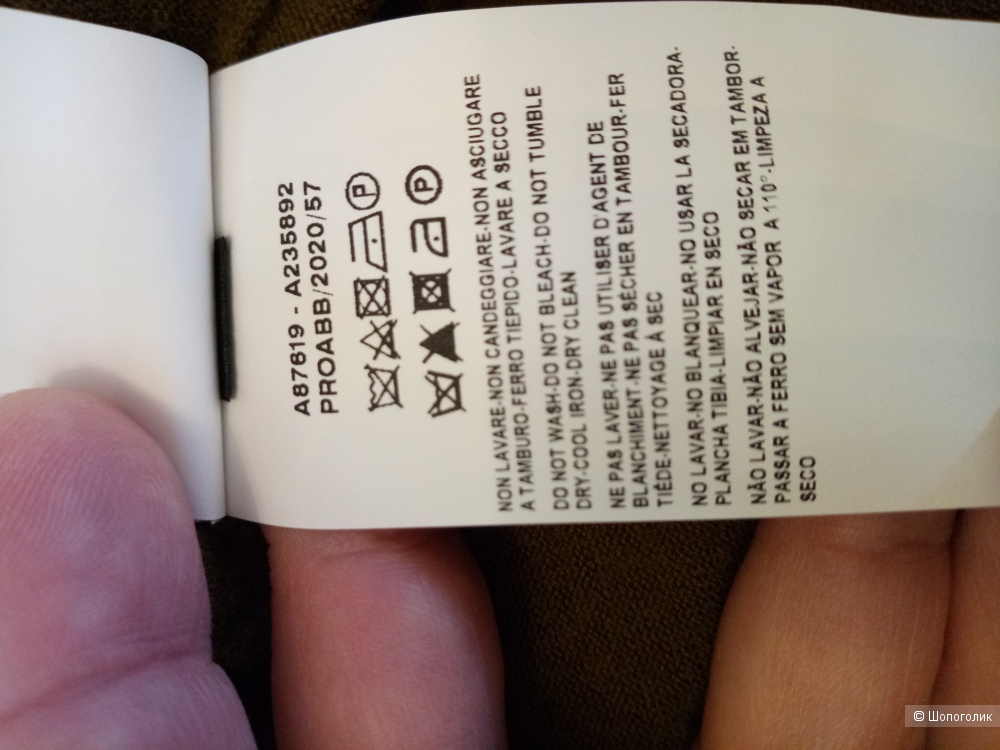 A87619 - A235892
PROABB/2020/57
P
P
NON LAVARE-NON CANDEGGIARE-NON ASCIUGARE
A TAMBURO-FERRO TIEPIDO-LAVARE A SECCO
DO NOT WASH-DO NOT BLEACH-DO NOT TUMBLE
DRY-COOL IRON-DRY CLEAN
NE PAS LAVER-NE PAS UTILISER D'AGENT DE
BLANCHIMENT-NE PAS SÉCHER EN TAMBOUR-FER
TIÉDE-NETTOYAGE À SEC
NO LAVAR-NO BLANQUEAR-NO USAR LA SECADORA-
PLANCHA TIBIA-LIMPIAR EN SECO
NÃO LAVAR-NÃO ALVEJAR-NÃO SECAR EM TAMBOR-
PASSAR A FERRO SEM VAPOR A 110°-LIMPEZA A
SECO
© Шопоголик